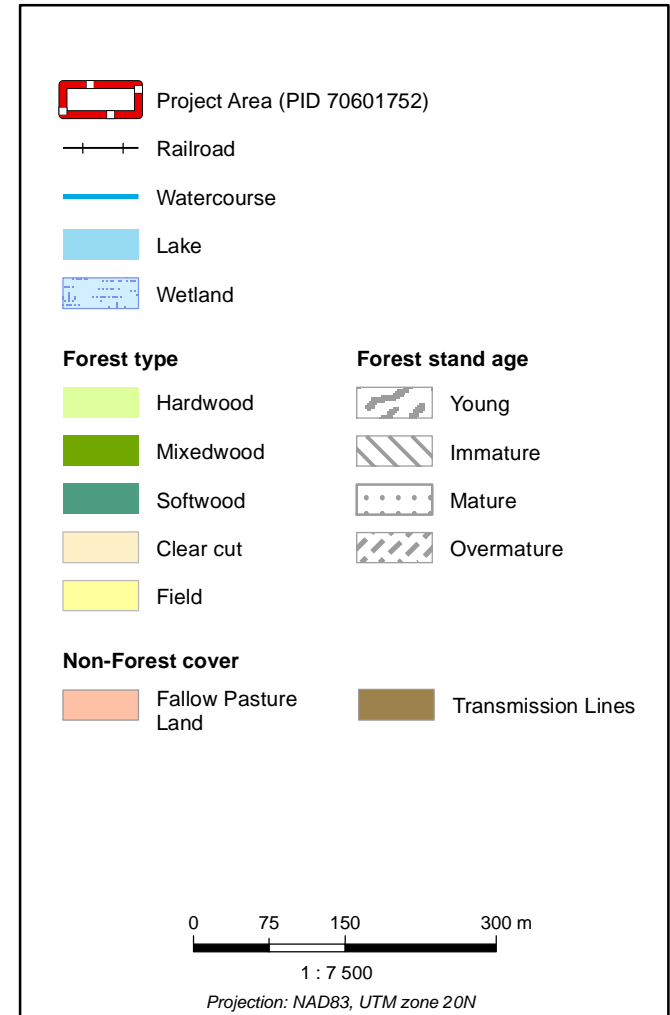 Project Area (PID 70601752)
Railroad
Watercourse
Lake
Wetland
Forest type
Hardwood
Mixedwood
Softwood
Clear cut
Field
Forest stand age
Young
Immature
Mature
Overmature
Non-Forest cover
Fallow Pasture
Land
Transmission Lines
0 75 150 300 m
1 : 7 500
Projection: NAD83, UTM zone 20N